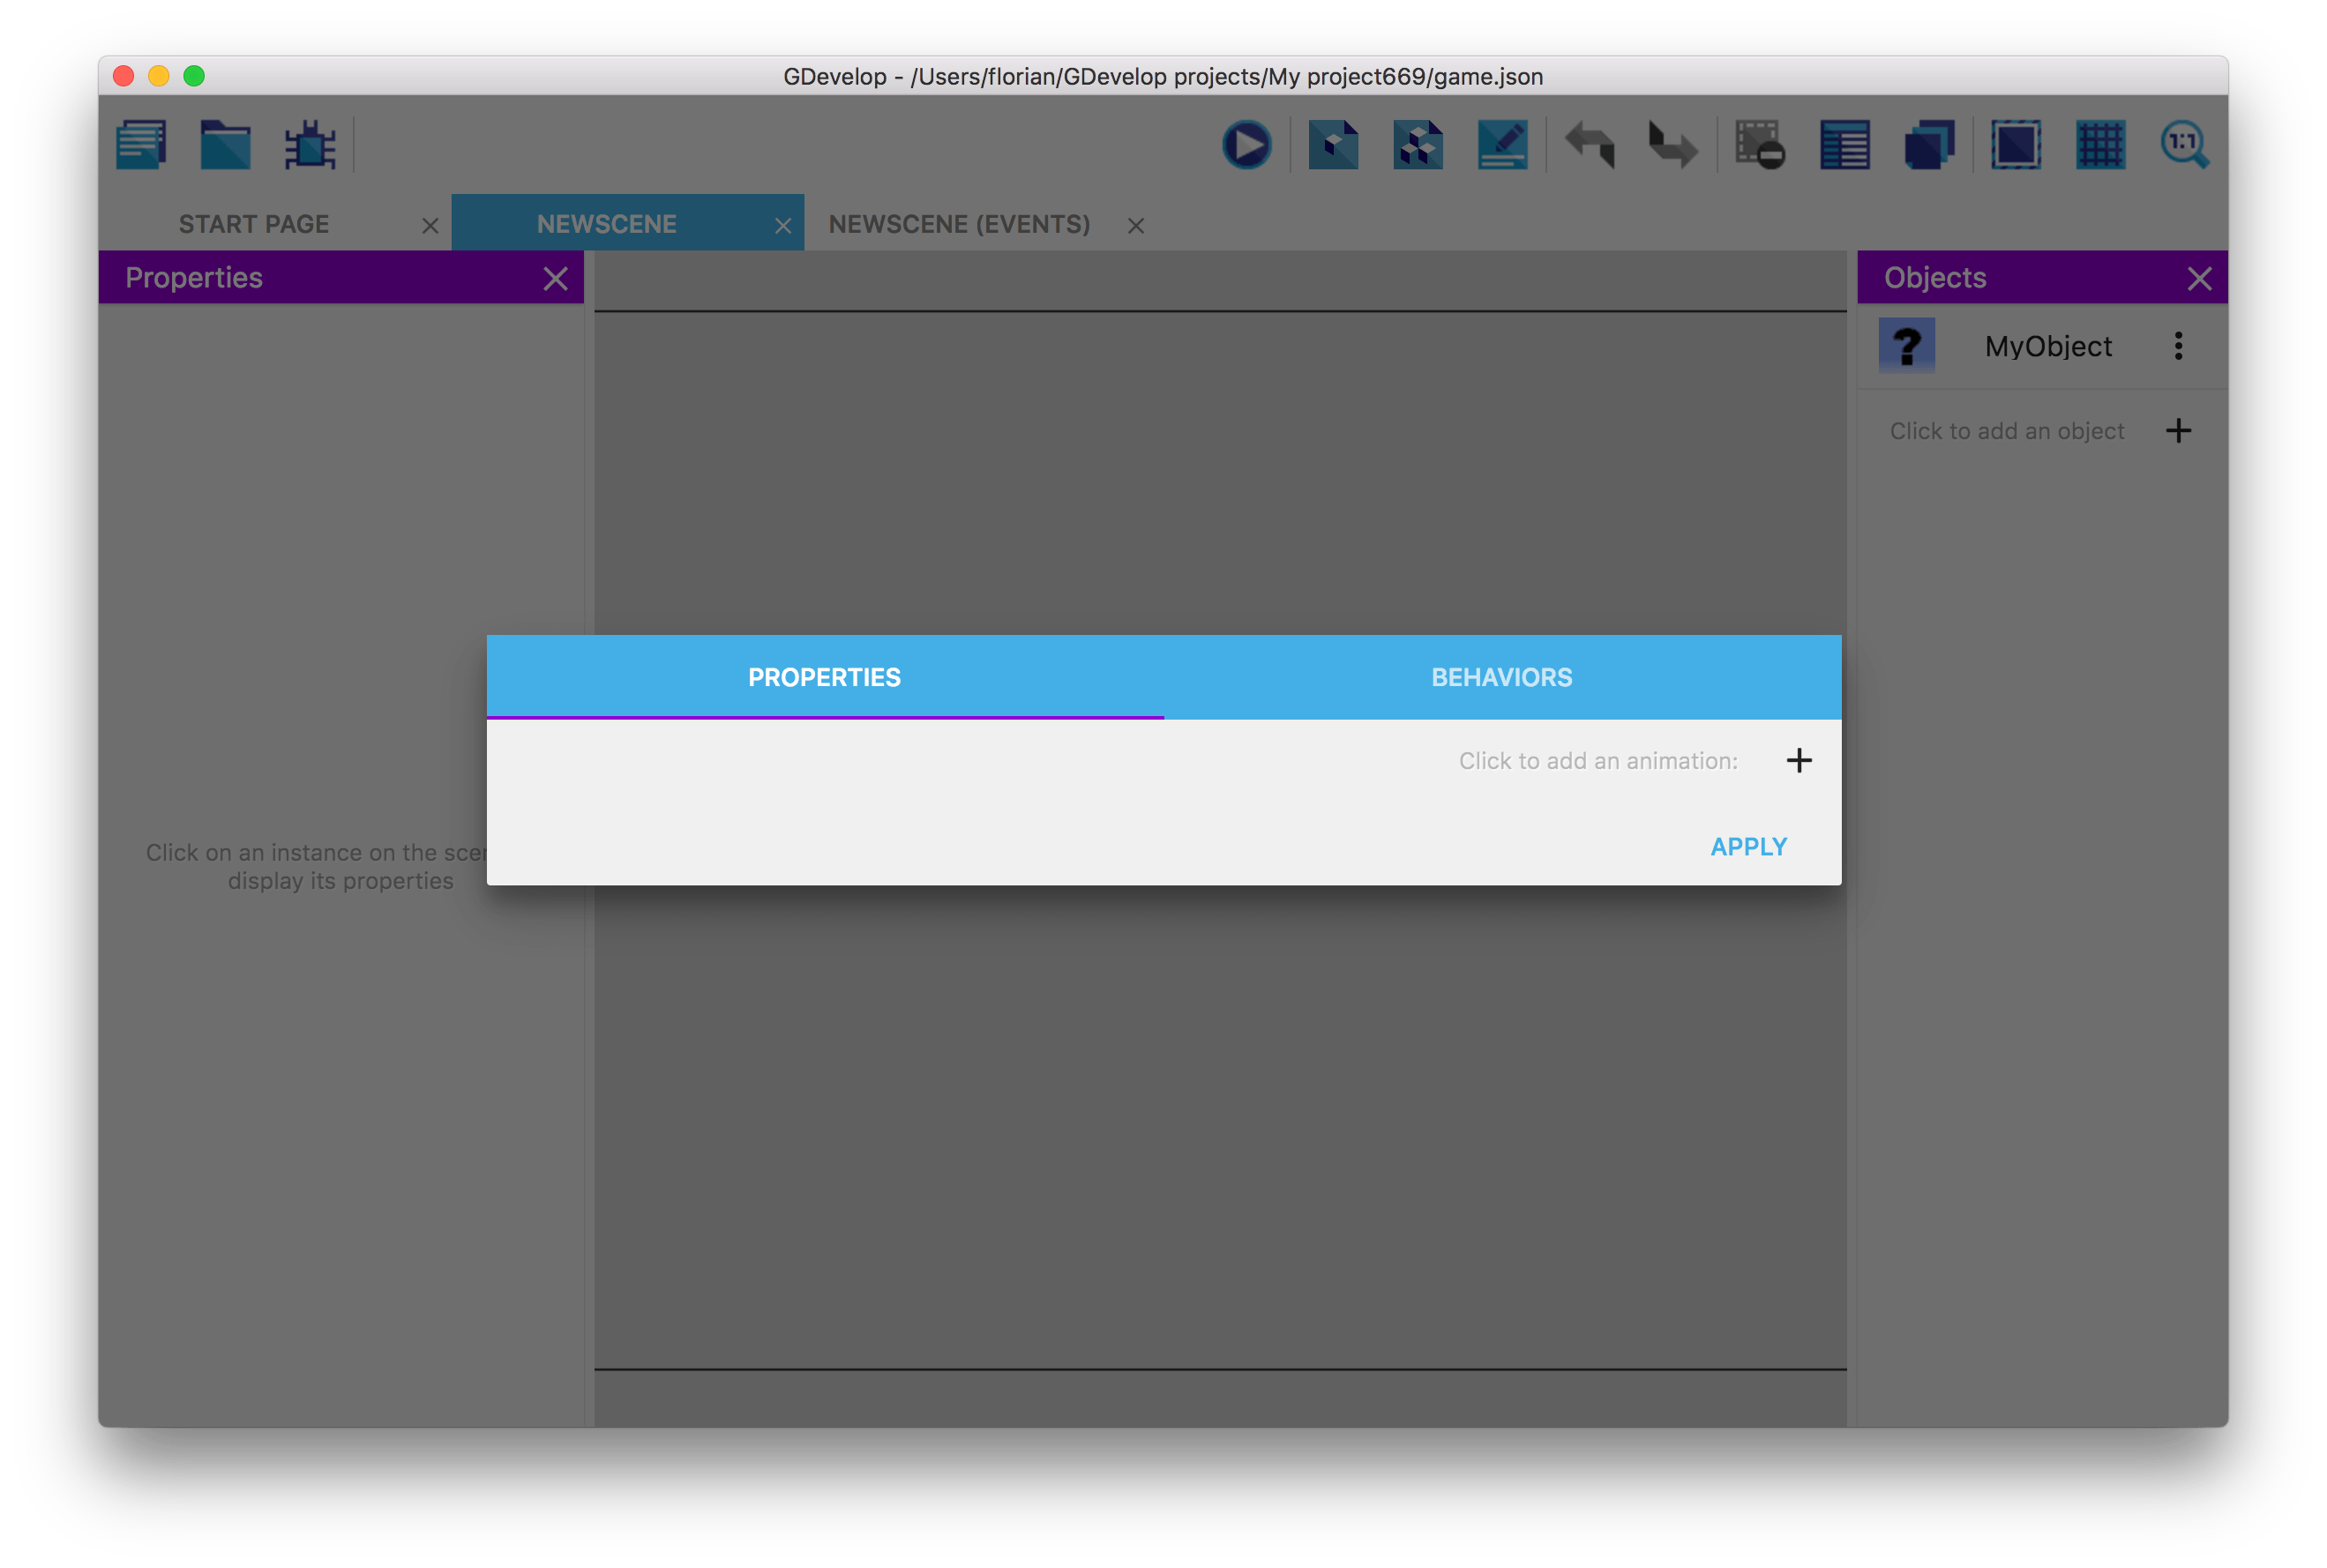 GDevelop - /Users/florian/GDevelop projects/My project669/game.json
1:1
START PAGE
NEWSCENE
NEWSCENE (EVENTS)
Properties
Objects
?
MyObject
Click to add an object
PROPERTIES
BEHAVIORS
Click to add an animation:
APPLY
Click on an instance on the
display its properties